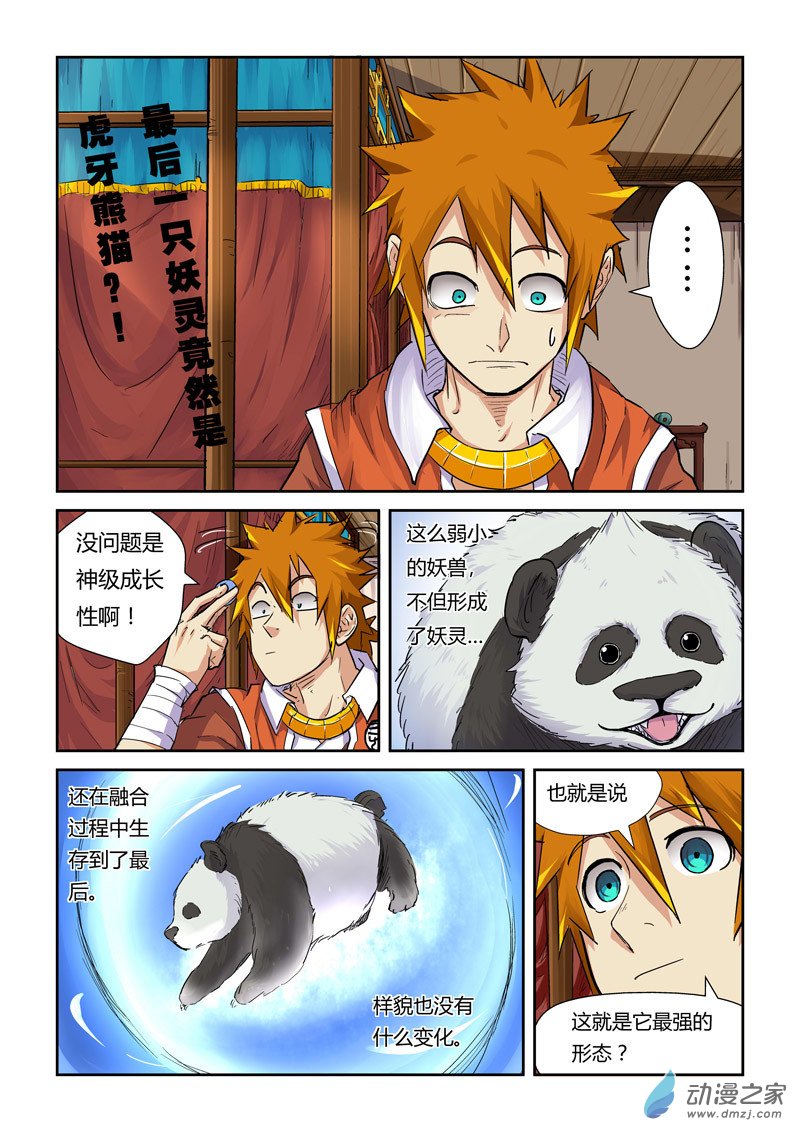 最后一只妖灵竟然是
虎牙熊猫？！
……
没问题是
神级成长
性啊！
这么弱小
的妖兽，
不但形成
了妖灵…
还在融合
过程中生
存到了最
后。
样貌也没有
什么变化。
也就是说
这就是它最强的
形态？
动漫之家
www.dmzj.com